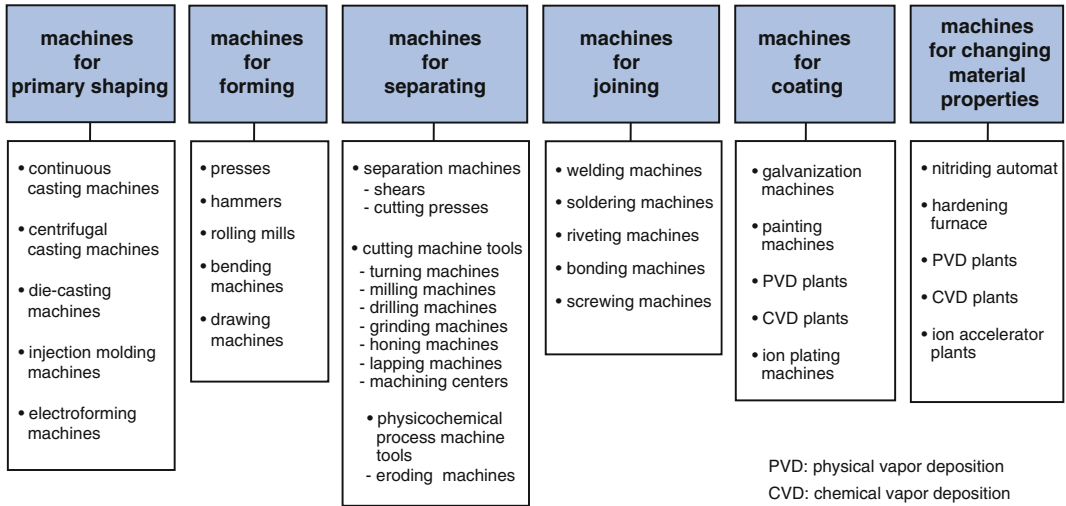 machines
for
primary shaping
• continuous
casting machines
• centrifugal
casting machines
• die-casting
machines
• injection molding
machines
• electroforming
machines
machines
for
forming
• presses
• hammers
• rolling mills
• bending
machines
• drawing
machines
machines
for
separating
• separation machines
- shears
- cutting presses
• cutting machine tools
- turning machines
- milling machines
- drilling machines
- grinding machines
- honing machines
- lapping machines
- machining centers
• physicochemical
process machine
tools
- eroding machines
machines
for
joining
• welding machines
• soldering machines
• riveting machines
• bonding machines
• screwing machines
machines
for
coating
• galvanization
machines
• painting
machines
• PVD plants
• CVD plants
• ion plating
machines
machines
for changing
material
properties
• nitriding automat
• hardening
furnace
• PVD plants
• CVD plants
• ion accelerator
plants
PVD: physical vapor deposition
CVD: chemical vapor deposition